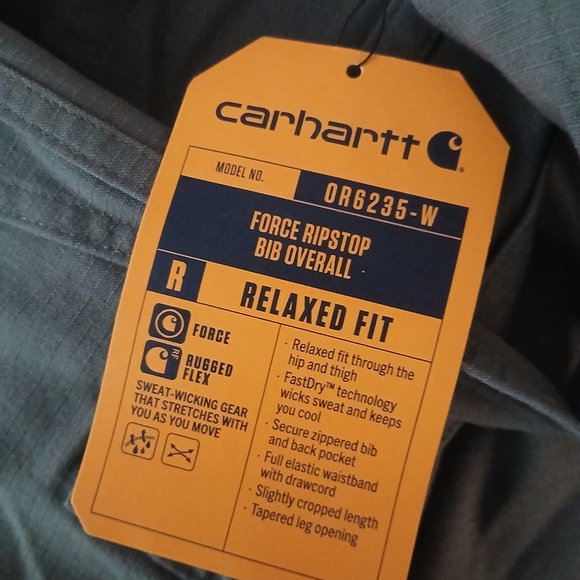 carhartt
MODEL NO.
OR6235-W
FORCE RIPSTOP
BIB OVERALL
R
RELAXED FIT
FORCE
RUGGED
FLEX
RF
SWEAT-WICKING GEAR
THAT STRETCHES WITH
YOU AS YOU MOVE
· Relaxed fit through the
hip and thigh
· FastDry™ technology
wicks sweat and keeps
you cool
· Secure zippered bib
and back pocket
· Full elastic waistband
with drawcord
· Slightly cropped length
· Tapered leg opening